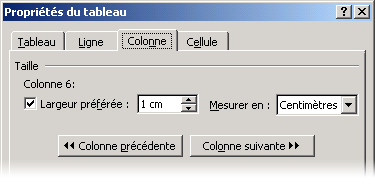 Propriétés du tableau
Tableau Ligne Colonne Cellule
Taille
Colonne 6:
Largeur préférée : 1 cm Mesurer en : Centimètres
Colonne précédente Colonne suivante